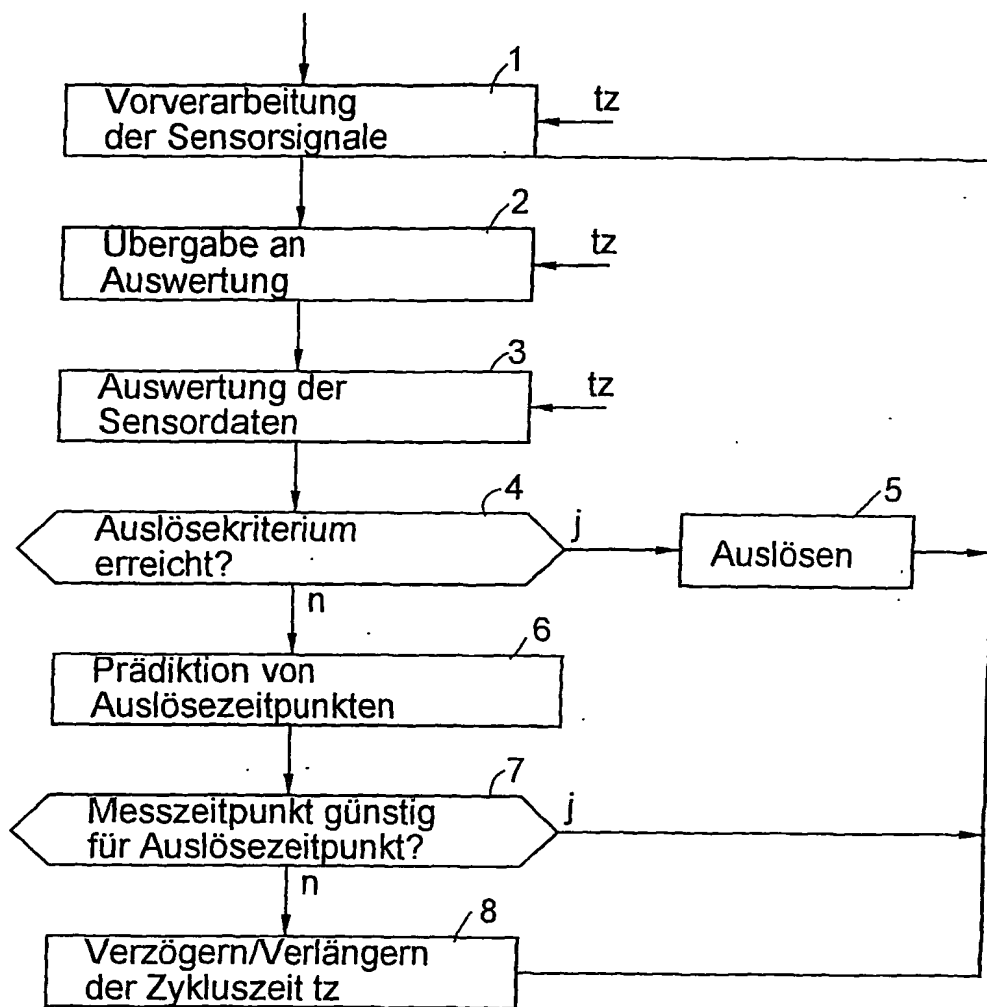 1
Vorverarbeitung
der Sensorsignale
tz
2
Übergabe an
Auswertung
tz
3
Auswertung der
Sensordaten
tz
4
Auslösekriterium
erreicht?
j
n
5
Auslösen
6
Prädiktion von
Auslösezeitpunkten
7
Messzeitpunkt günstig
für Auslösezeitpunkt?
j
n
8
Verzögern/Verlängern
der Zykluszeit tz